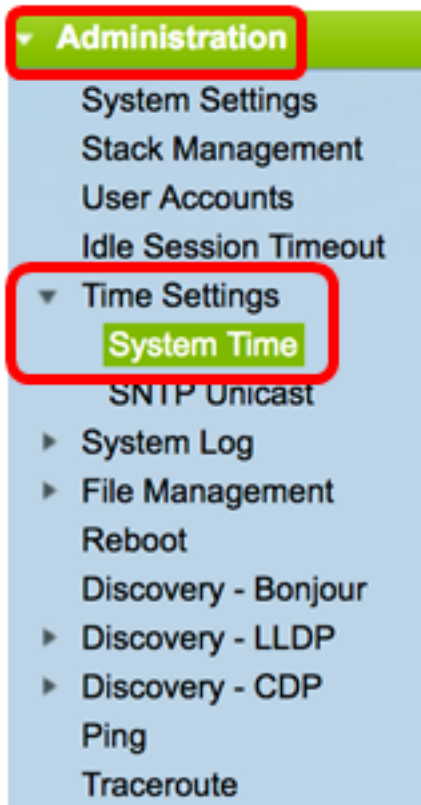 Administration
System Settings
Stack Management
User Accounts
Idle Session Timeout
Time Settings
System Time
SNTP Unicast
System Log
File Management
Reboot
Discovery - Bonjour
Discovery - LLDP
Discovery - CDP
Ping
Traceroute